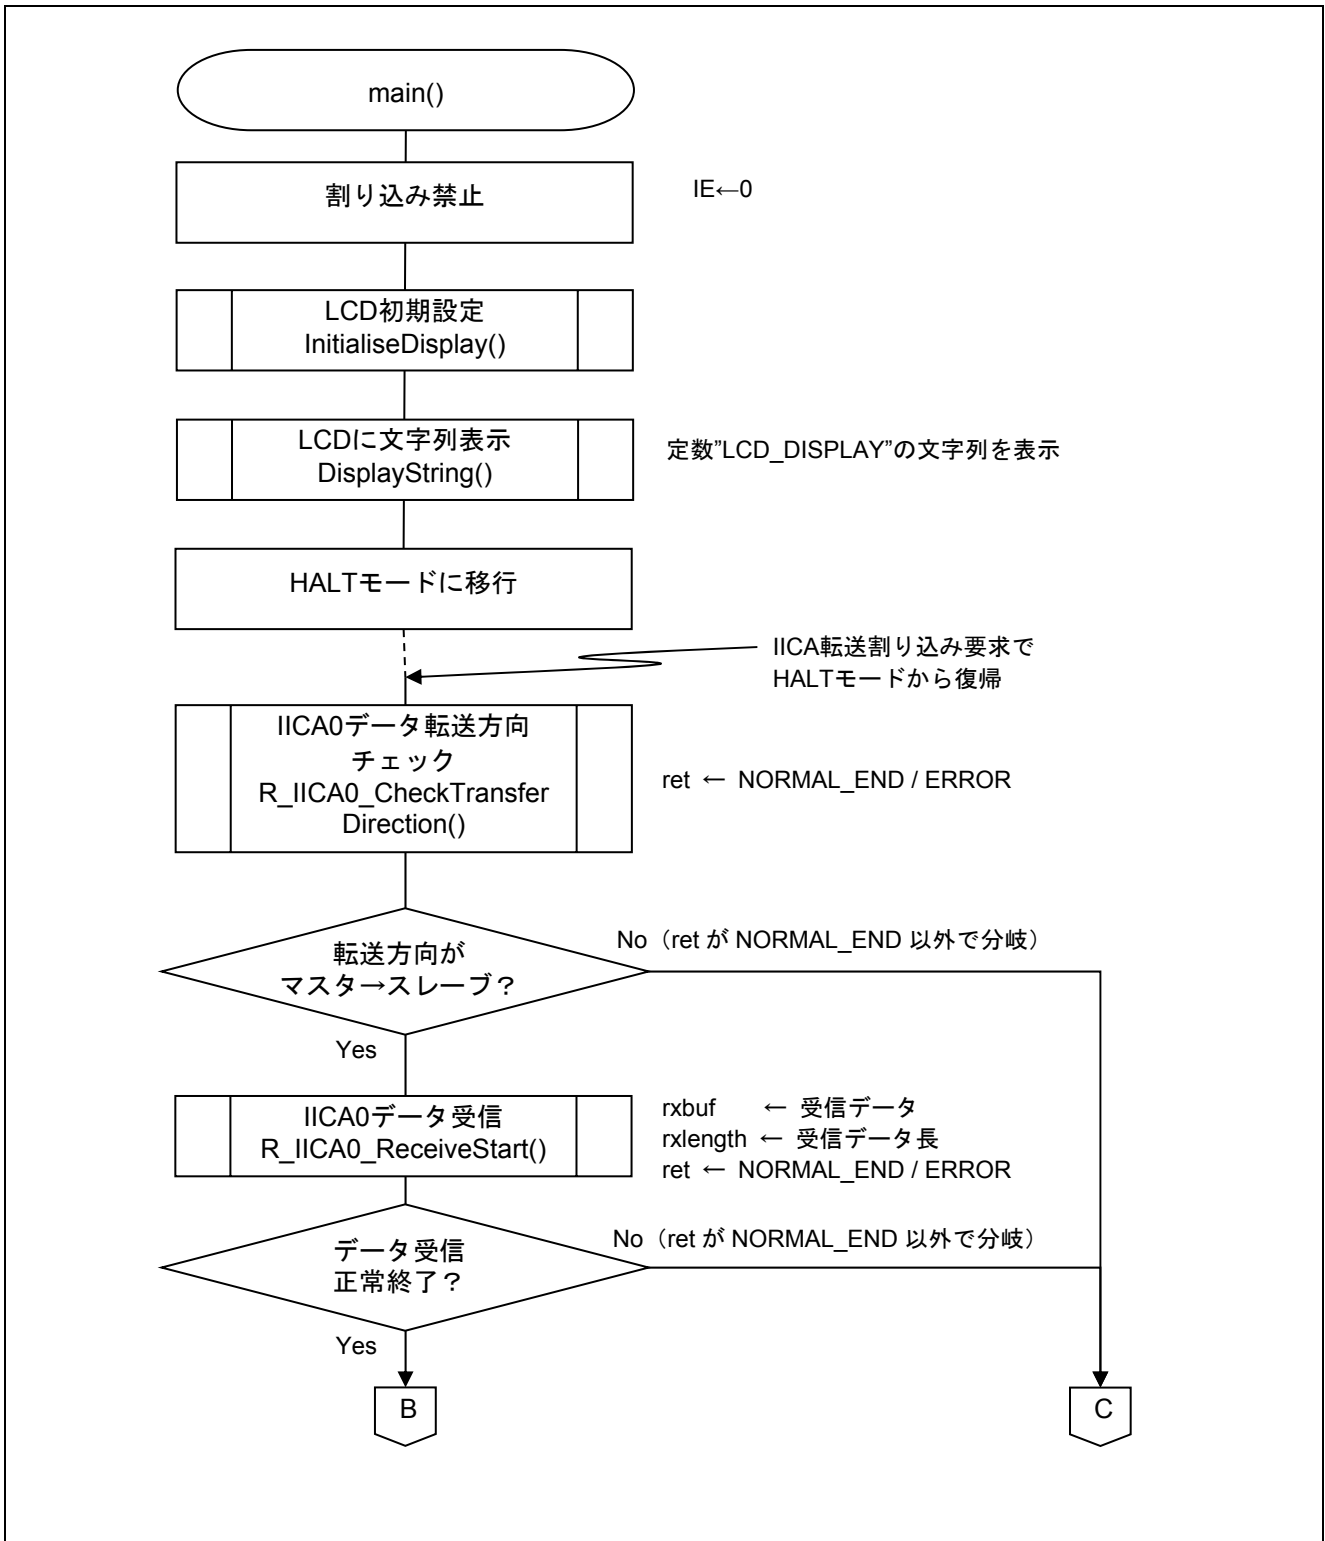 main()
割り込み禁止
IE←0
LCD初期設定
InitialiseDisplay()
LCDに文字列表示
DisplayString()
定数”LCD_DISPLAY”の文字列を表示
HALTモードに移行
IICA転送割り込み要求で
HALTモードから復帰
IICA0データ転送方向
チェック
R_IICA0_CheckTransfer
Direction()
ret ← NORMAL_END / ERROR
転送方向が
マスタ→スレーブ？
No（ret が NORMAL_END 以外で分岐）
Yes
IICA0データ受信
R_IICA0_ReceiveStart()
rxbuf ← 受信データ
rxlength ← 受信データ長
ret ← NORMAL_END / ERROR
データ受信
正常終了？
No（ret が NORMAL_END 以外で分岐）
Yes
B
C